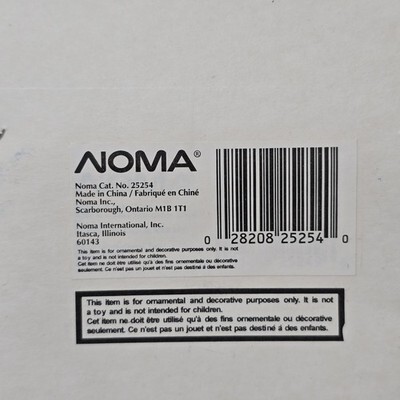 NOMA®
Noma Cat. No. 25254
Made in China / Fabriqué en Chiné
Noma Inc.,
Scarborough, Ontario M1B 1T1
Noma International, Inc.
Itasca, Illinois
60143
0 28208 25254 0
This item is for ornamental and decorative purposes only. It is not
a toy and is not intended for children.
Cet item ne doit être utilisé qu'à des fins ornementales ou décorative
seulement. Ce n'est pas un jouet et n'est pas destiné à des enfants.
This item is for ornamental and decorative purposes only. It is not
a toy and is not intended for children.
Cet item ne doit être utilisé qu'à des fins ornementales ou décorative
seulement. Ce n'est pas un jouet et n'est pas destiné à des enfants.